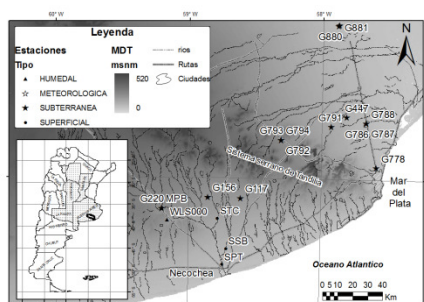 60° W
59° W
58° W
Leyenda
Estaciones
Tipo
HUMEDAL
METEOROLOGICA
SUBTERRANEA
SUPERFICIAL
MDT
msnm
520
0
rios
Rutas
Ciudades
G881
G880
N
G447
G791
G788
G786
G787
G793
G794
G792
Sistema serrano de Tandilia
G778
Mar
del
Plata
G156
G117
G220
MPB
WLS000
STC
SSB
SPT
Necochea
Oceano Atlantico
0 5 10 20 30 40
Km